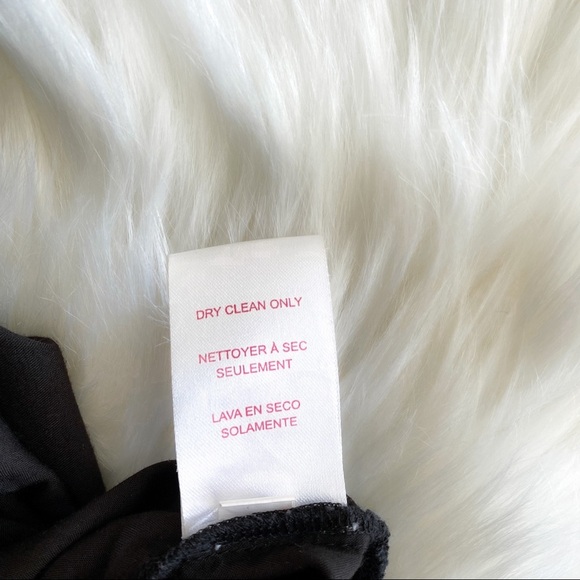 DRY CLEAN ONLY
NETTOYER À SEC
SEULEMENT
LAVA EN SECO
SOLAMENTE